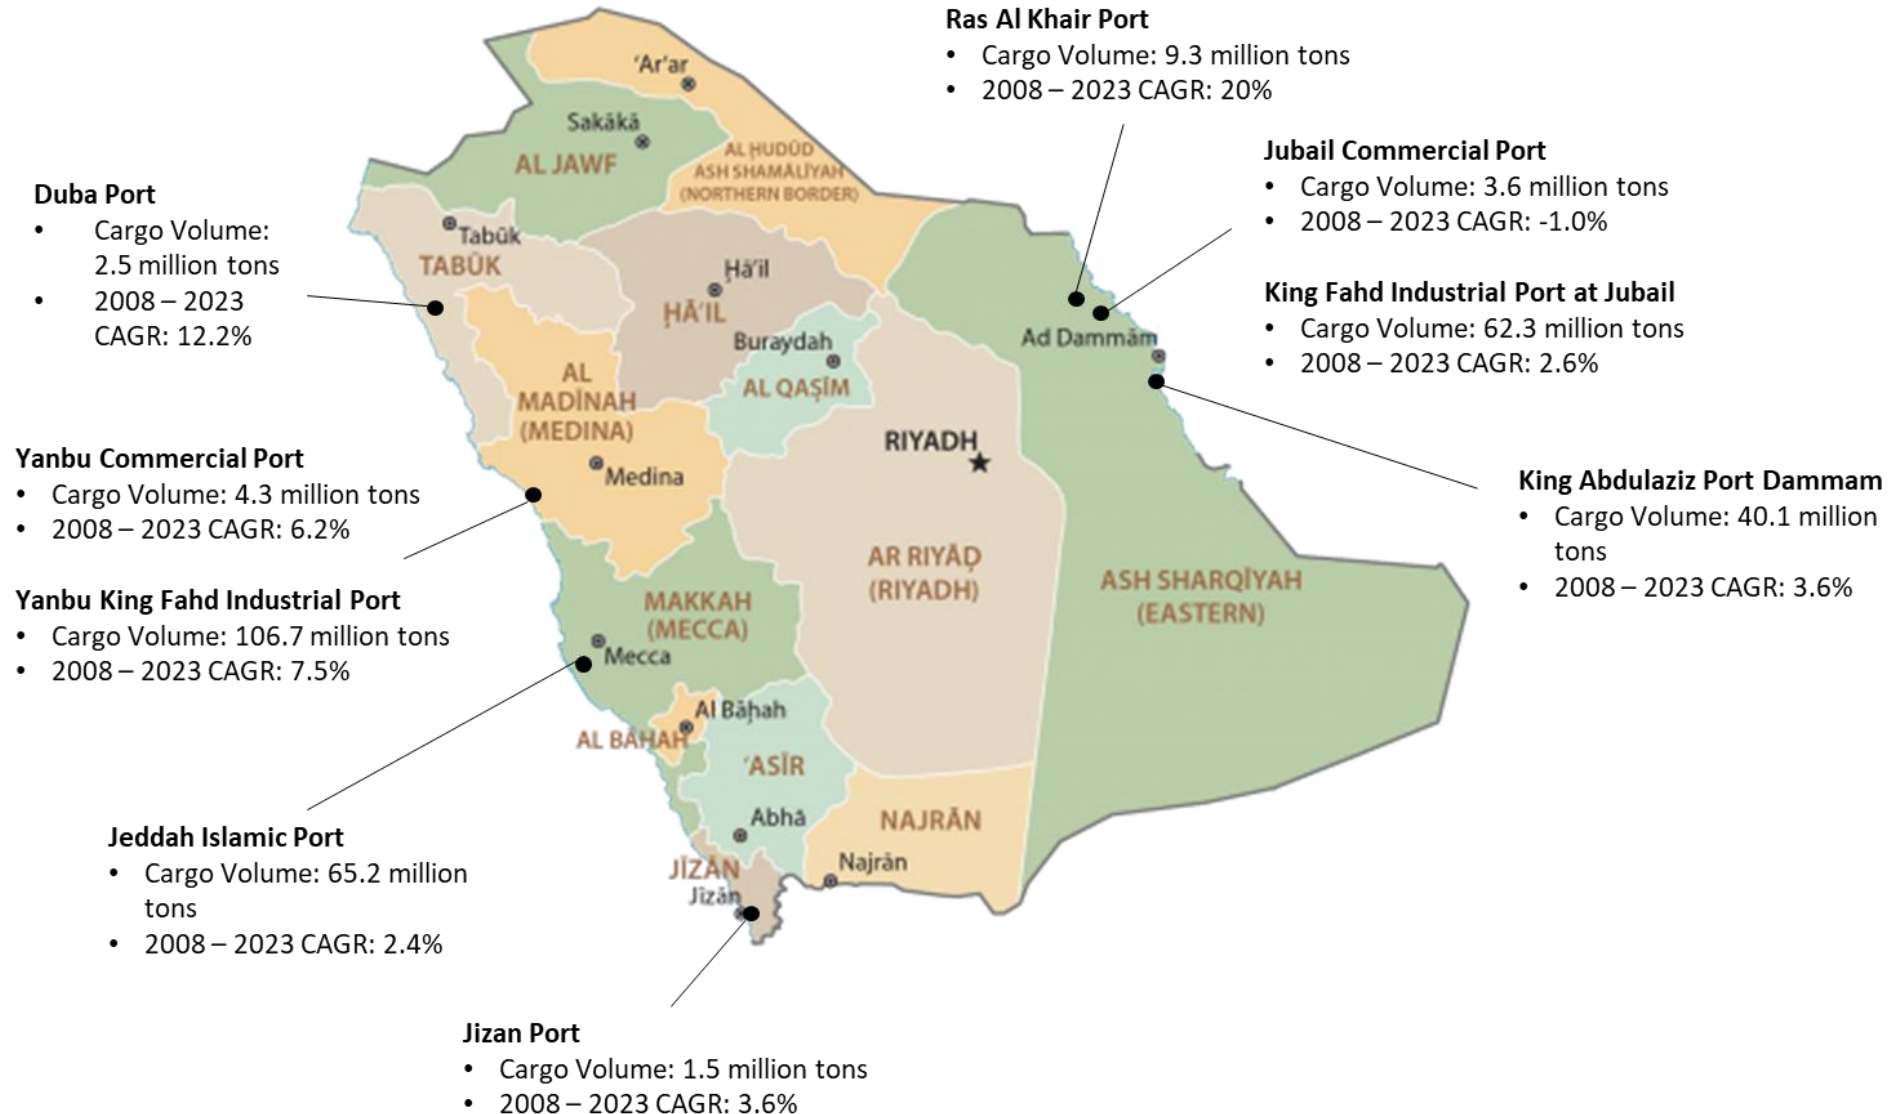 Ras Al Khair Port
• Cargo Volume: 9.3 million tons
• 2008 – 2023 CAGR: 20%
Jubail Commercial Port
• Cargo Volume: 3.6 million tons
• 2008 – 2023 CAGR: -1.0%
King Fahd Industrial Port at Jubail
• Cargo Volume: 62.3 million tons
• 2008 – 2023 CAGR: 2.6%
King Abdulaziz Port Dammam
• Cargo Volume: 40.1 million
tons
• 2008 – 2023 CAGR: 3.6%
Duba Port
• Cargo Volume:
2.5 million tons
• 2008 – 2023
CAGR: 12.2%
Yanbu Commercial Port
• Cargo Volume: 4.3 million tons
• 2008 – 2023 CAGR: 6.2%
Yanbu King Fahd Industrial Port
• Cargo Volume: 106.7 million tons
• 2008 – 2023 CAGR: 7.5%
Jeddah Islamic Port
• Cargo Volume: 65.2 million
tons
• 2008 – 2023 CAGR: 2.4%
Jizan Port
• Cargo Volume: 1.5 million tons
• 2008 – 2023 CAGR: 3.6%
ʻArʻar
Sakākā
AL JAWF
AL ḤUDŪD
ASH SHAMĀLĪYAH
(NORTHERN BORDER)
Tabūk
TABŪK
Ḥāʼil
ḤĀʼIL
Buraydah
AL QAṢĪM
Ad Dammām
AL
MADĪNAH
(MEDINA)
Medina
RIYADH
AR RIYĀḌ
(RIYADH)
ASH SHARQĪYAH
(EASTERN)
MAKKAH
(MECCA)
Mecca
Al Bāḥah
AL BĀHAH
ʻASĪR
Abhā
NAJRĀN
Najrān
JĪZĀN
Jīzān